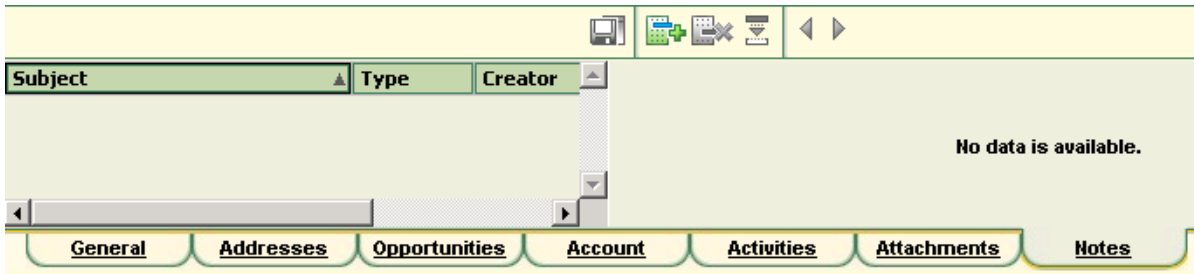 Subject Type Creator
No data is available.
General Addresses Opportunities Account Activities Attachments Notes